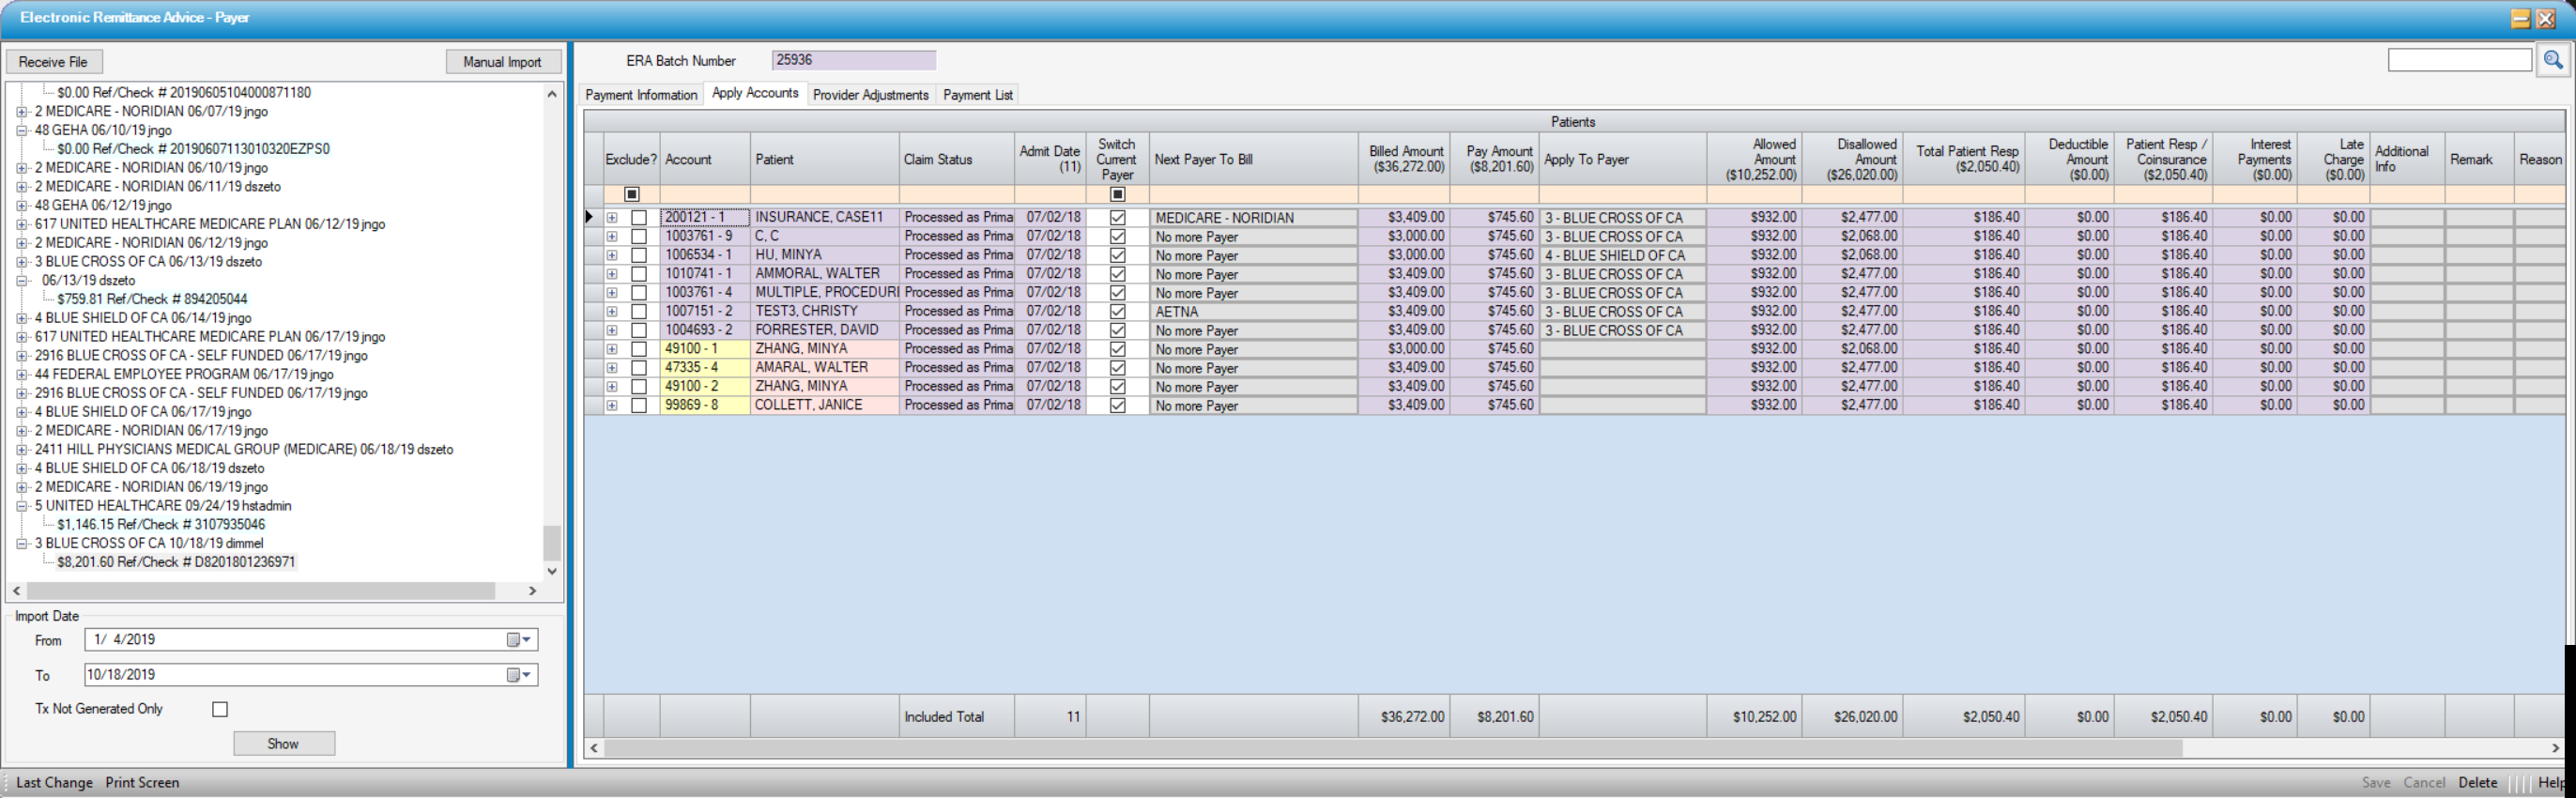 Electronic Remittance Advice - Payer
Receive File Manual Import
$0.00 Ref/Check # 20190605104000871180
2 MEDICARE - NORIDIAN 06/07/19 jngo
48 GEHA 06/10/19 jngo
$0.00 Ref/Check # 20190607113010320EZPS0
2 MEDICARE - NORIDIAN 06/10/19 jngo
2 MEDICARE - NORIDIAN 06/11/19 dszeto
48 GEHA 06/12/19 jngo
617 UNITED HEALTHCARE MEDICARE PLAN 06/12/19 jngo
2 MEDICARE - NORIDIAN 06/12/19 jngo
3 BLUE CROSS OF CA 06/13/19 dszeto
06/13/19 dszeto
$759.81 Ref/Check # 894205044
4 BLUE SHIELD OF CA 06/14/19 jngo
617 UNITED HEALTHCARE MEDICARE PLAN 06/17/19 jngo
2916 BLUE CROSS OF CA - SELF FUNDED 06/17/19 jngo
44 FEDERAL EMPLOYEE PROGRAM 06/17/19 jngo
2916 BLUE CROSS OF CA - SELF FUNDED 06/17/19 jngo
4 BLUE SHIELD OF CA 06/17/19 jngo
2 MEDICARE - NORIDIAN 06/17/19 jngo
2411 HILL PHYSICIANS MEDICAL GROUP (MEDICARE) 06/18/19 dszeto
4 BLUE SHIELD OF CA 06/18/19 dszeto
2 MEDICARE - NORIDIAN 06/19/19 jngo
5 UNITED HEALTHCARE 09/24/19 hstadmin
$1,146.15 Ref/Check # 3107935046
3 BLUE CROSS OF CA 10/18/19 dimmel
$8,201.60 Ref/Check # D8201801236971
Import Date
From 1/ 4/2019
To 10/18/2019
Tx Not Generated Only
Show
ERA Batch Number 25936
Payment Information Apply Accounts Provider Adjustments Payment List
Patients
Exclude? Account Patient Claim Status Admit Date (11) Switch Current Payer Next Payer To Bill Billed Amount ($36,272.00) Pay Amount ($8,201.60) Apply To Payer Allowed Amount ($10,252.00) Disallowed Amount ($26,020.00) Total Patient Resp ($2,050.40) Deductible Amount ($0.00) Patient Resp / Coinsurance ($2,050.40) Interest Payments ($0.00) Late Charge ($0.00) Additional Info Remark Reason
200121 - 1 INSURANCE, CASE11 Processed as Prima 07/02/18 MEDICARE - NORIDIAN $3,409.00 $745.60 3 - BLUE CROSS OF CA $932.00 $2,477.00 $186.40 $0.00 $186.40 $0.00 $0.00
1003761 - 9 C, C Processed as Prima 07/02/18 No more Payer $3,000.00 $745.60 3 - BLUE CROSS OF CA $932.00 $2,068.00 $186.40 $0.00 $186.40 $0.00 $0.00
1006534 - 1 HU, MINYA Processed as Prima 07/02/18 No more Payer $3,000.00 $745.60 4 - BLUE SHIELD OF CA $932.00 $2,068.00 $186.40 $0.00 $186.40 $0.00 $0.00
1010741 - 1 AMMORAL, WALTER Processed as Prima 07/02/18 No more Payer $3,409.00 $745.60 3 - BLUE CROSS OF CA $932.00 $2,477.00 $186.40 $0.00 $186.40 $0.00 $0.00
1003761 - 4 MULTIPLE, PROCEDURI Processed as Prima 07/02/18 No more Payer $3,409.00 $745.60 3 - BLUE CROSS OF CA $932.00 $2,477.00 $186.40 $0.00 $186.40 $0.00 $0.00
1007151 - 2 TEST3, CHRISTY Processed as Prima 07/02/18 AETNA $3,409.00 $745.60 3 - BLUE CROSS OF CA $932.00 $2,477.00 $186.40 $0.00 $186.40 $0.00 $0.00
1004693 - 2 FORRESTER, DAVID Processed as Prima 07/02/18 No more Payer $3,409.00 $745.60 3 - BLUE CROSS OF CA $932.00 $2,477.00 $186.40 $0.00 $186.40 $0.00 $0.00
49100 - 1 ZHANG, MINYA Processed as Prima 07/02/18 No more Payer $3,000.00 $745.60 $932.00 $2,068.00 $186.40 $0.00 $186.40 $0.00 $0.00
47335 - 4 AMARAL, WALTER Processed as Prima 07/02/18 No more Payer $3,409.00 $745.60 $932.00 $2,477.00 $186.40 $0.00 $186.40 $0.00 $0.00
49100 - 2 ZHANG, MINYA Processed as Prima 07/02/18 No more Payer $3,409.00 $745.60 $932.00 $2,477.00 $186.40 $0.00 $186.40 $0.00 $0.00
99869 - 8 COLLETT, JANICE Processed as Prima 07/02/18 No more Payer $3,409.00 $745.60 $932.00 $2,477.00 $186.40 $0.00 $186.40 $0.00 $0.00
Included Total 11 $36,272.00 $8,201.60 $10,252.00 $26,020.00 $2,050.40 $0.00 $2,050.40 $0.00 $0.00
Last Change Print Screen Save Cancel Delete Help